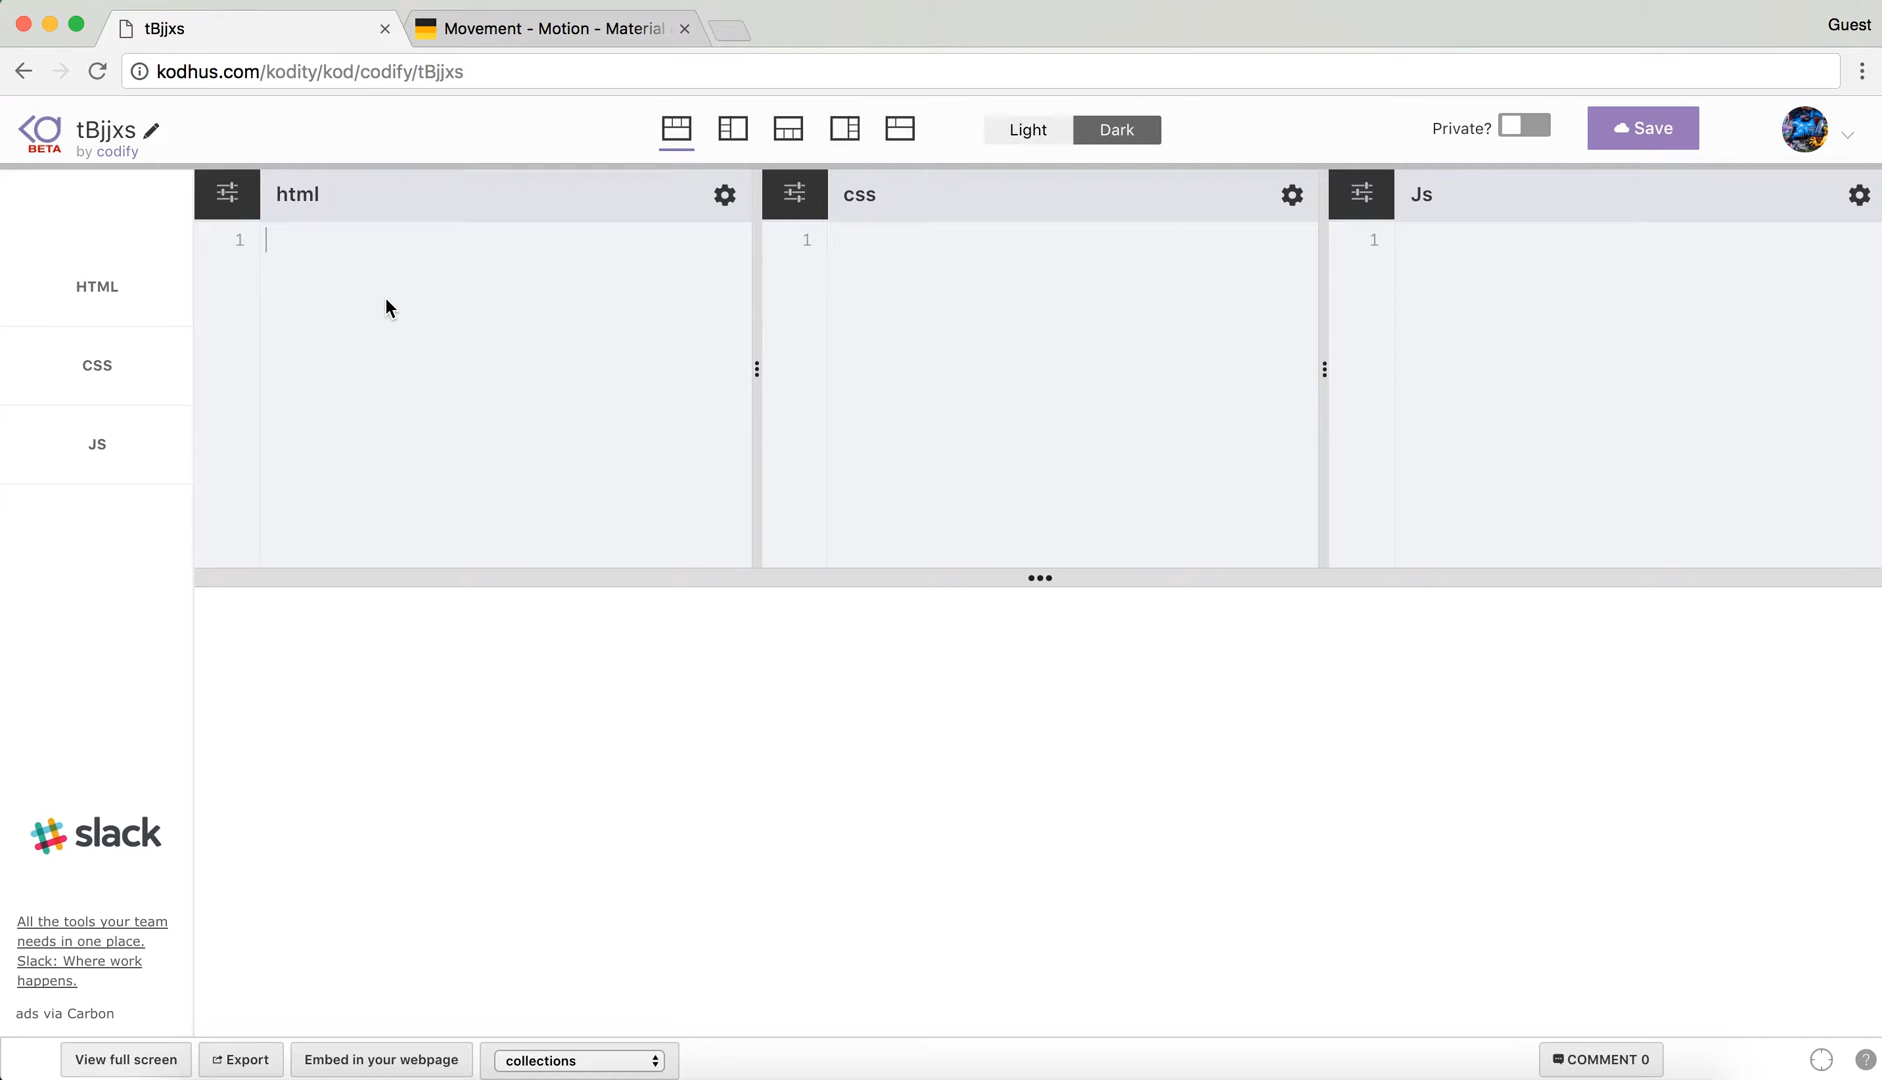 tBjjxs
Movement - Motion - Material
Guest
kodhus.com/kodity/kod/codify/tBjjxs
BETA
tBjjxs
by codify
Light
Dark
Private?
Save
html
css
Js
1
1
1
HTML
CSS
JS
slack
All the tools your team
needs in one place.
Slack: Where work
happens.
ads via Carbon
View full screen
Export
Embed in your webpage
collections
COMMENT 0
?